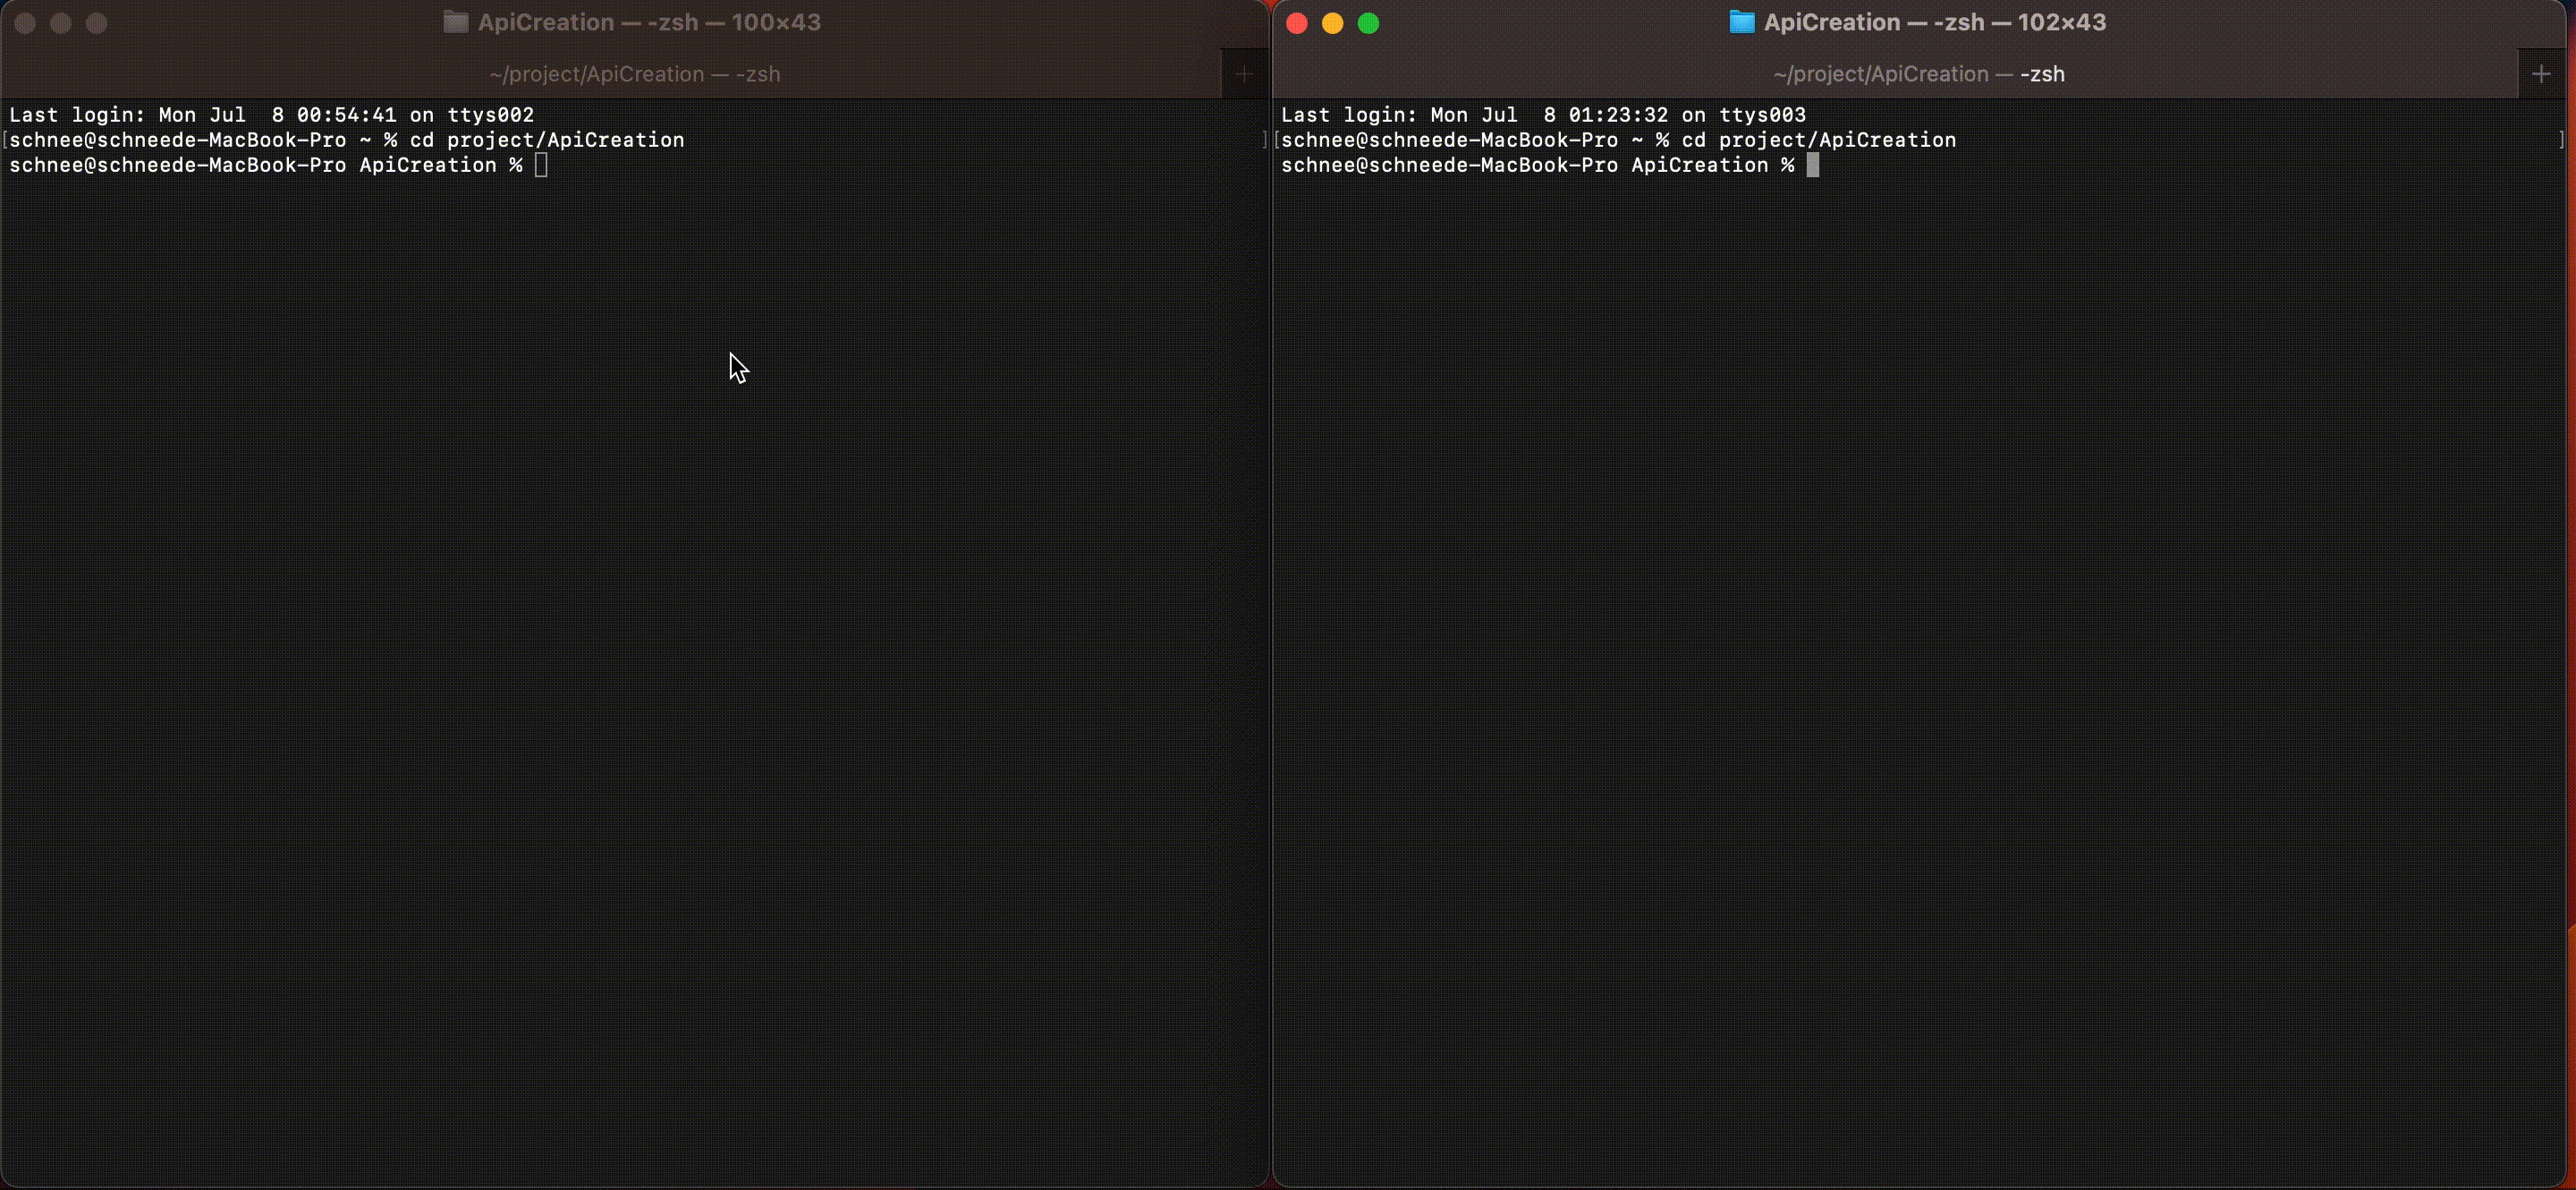 ApiCreation — -zsh — 100×43
~/project/ApiCreation — -zsh
Last login: Mon Jul  8 00:54:41 on ttys002
schnee@schneede-MacBook-Pro ~ % cd project/ApiCreation
schnee@schneede-MacBook-Pro ApiCreation %
ApiCreation — -zsh — 102×43
~/project/ApiCreation — -zsh
Last login: Mon Jul  8 01:23:32 on ttys003
schnee@schneede-MacBook-Pro ~ % cd project/ApiCreation
schnee@schneede-MacBook-Pro ApiCreation %